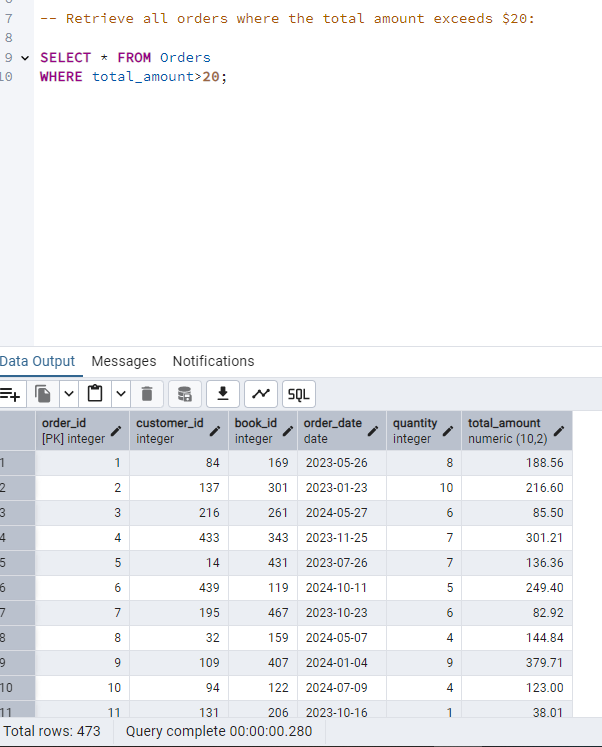 7 -- Retrieve all orders where the total amount exceeds $20:
8
9 SELECT * FROM Orders
10 WHERE total_amount>20;
Data Output Messages Notifications
SQL
order_id customer_id book_id order_date quantity total_amount
[PK] integer integer integer date integer numeric (10,2)
1 1 84 169 2023-05-26 8 188.56
2 2 137 301 2023-01-23 10 216.60
3 3 216 261 2024-05-27 6 85.50
4 4 433 343 2023-11-25 7 301.21
5 5 14 431 2023-07-26 7 136.36
6 6 439 119 2024-10-11 5 249.40
7 7 195 467 2023-10-23 6 82.92
8 8 32 159 2024-05-07 4 144.84
9 9 109 407 2024-01-04 9 379.71
10 10 94 122 2024-07-09 4 123.00
11 11 131 206 2023-10-16 1 38.01
Total rows: 473 Query complete 00:00:00.280